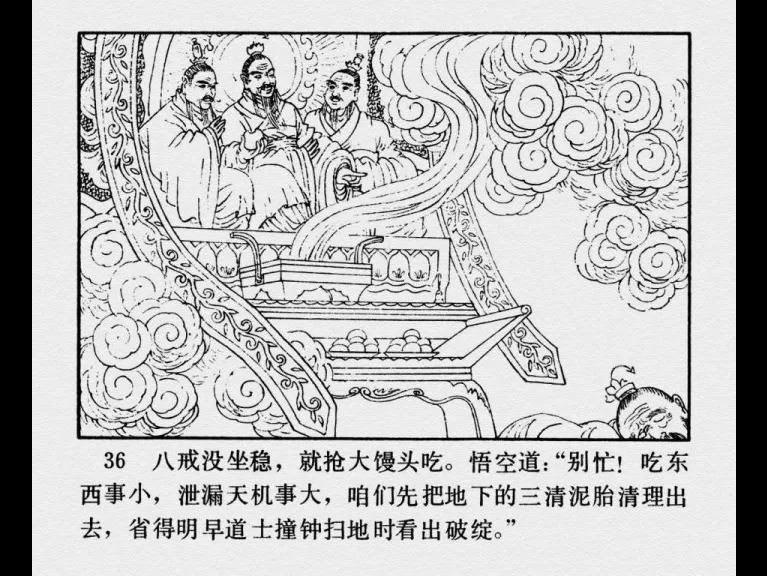 36 八戒没坐稳，就抢大馒头吃。悟空道：“别忙！吃东
西事小，泄漏天机事大，咱们先把地下的三清泥胎清理出
去，省得明早道士撞钟扫地时看出破绽。”